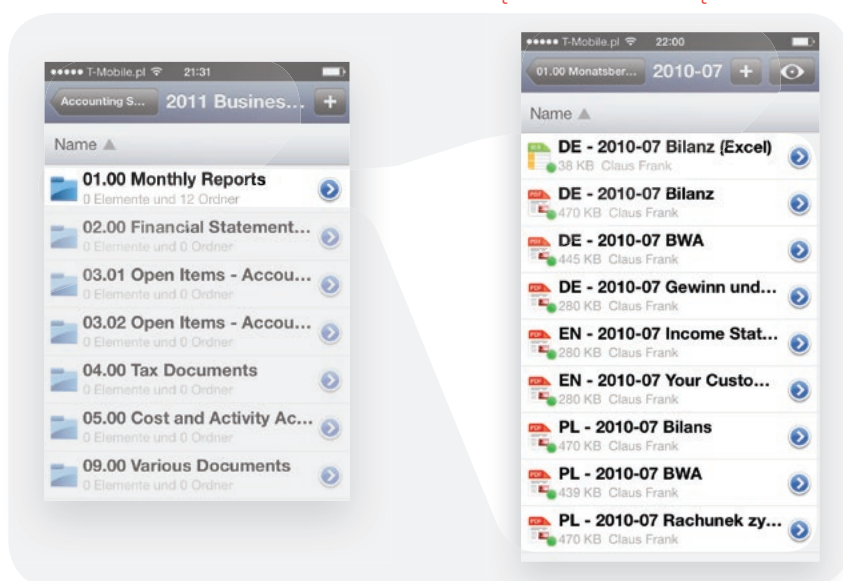 T-Mobile.pl 21:31
Accounting S... 2011 Busines... +
Name
01.00 Monthly Reports
0 Elemente und 12 Ordner
02.00 Financial Statement...
0 Elemente und 0 Ordner
03.01 Open Items - Accou...
0 Elemente und 0 Ordner
03.02 Open Items - Accou...
0 Elemente und 0 Ordner
04.00 Tax Documents
0 Elemente und 0 Ordner
05.00 Cost and Activity Ac...
0 Elemente und 0 Ordner
09.00 Various Documents
0 Elemente und 0 Ordner
T-Mobile.pl 22:00
01.00 Monatsber... 2010-07 +
Name
DE - 2010-07 Bilanz (Excel)
38 KB Claus Frank
PDF DE - 2010-07 Bilanz
470 KB Claus Frank
PDF DE - 2010-07 BWA
445 KB Claus Frank
PDF DE - 2010-07 Gewinn und...
280 KB Claus Frank
PDF EN - 2010-07 Income Stat...
280 KB Claus Frank
PDF EN - 2010-07 Your Custo...
280 KB Claus Frank
PDF PL - 2010-07 Bilans
470 KB Claus Frank
PDF PL - 2010-07 BWA
439 KB Claus Frank
PDF PL - 2010-07 Rachunek zy...
470 KB Claus Frank